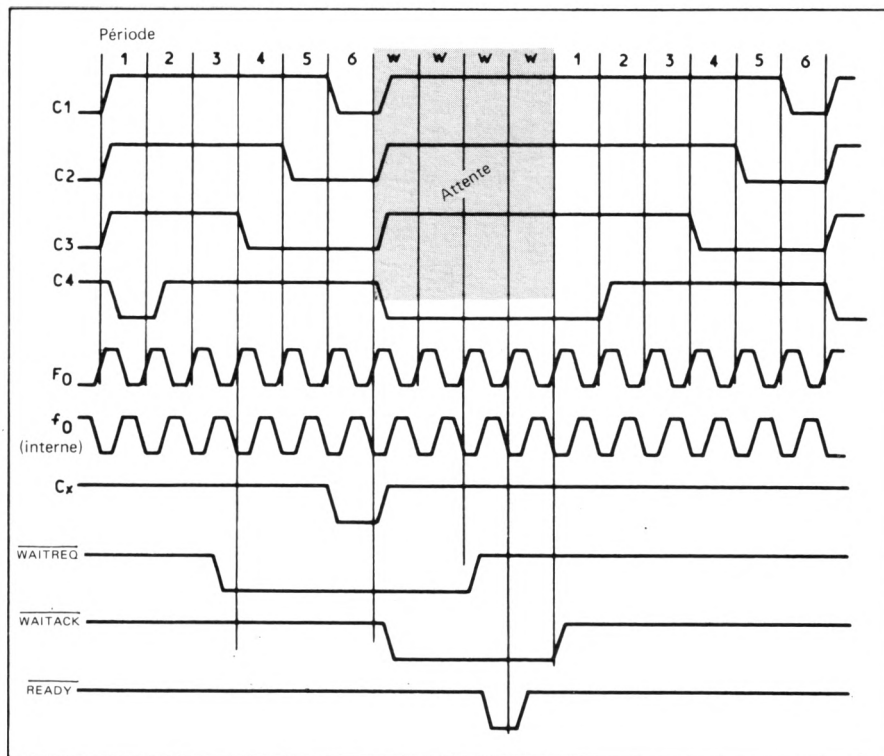 Période
1 2 3 4 5 6 W W W W 1 2 3 4 5 6
C1
C2
Attente
C3
C4
F0
f0
(interne)
Cx
WAITREQ
WAITACK
READY